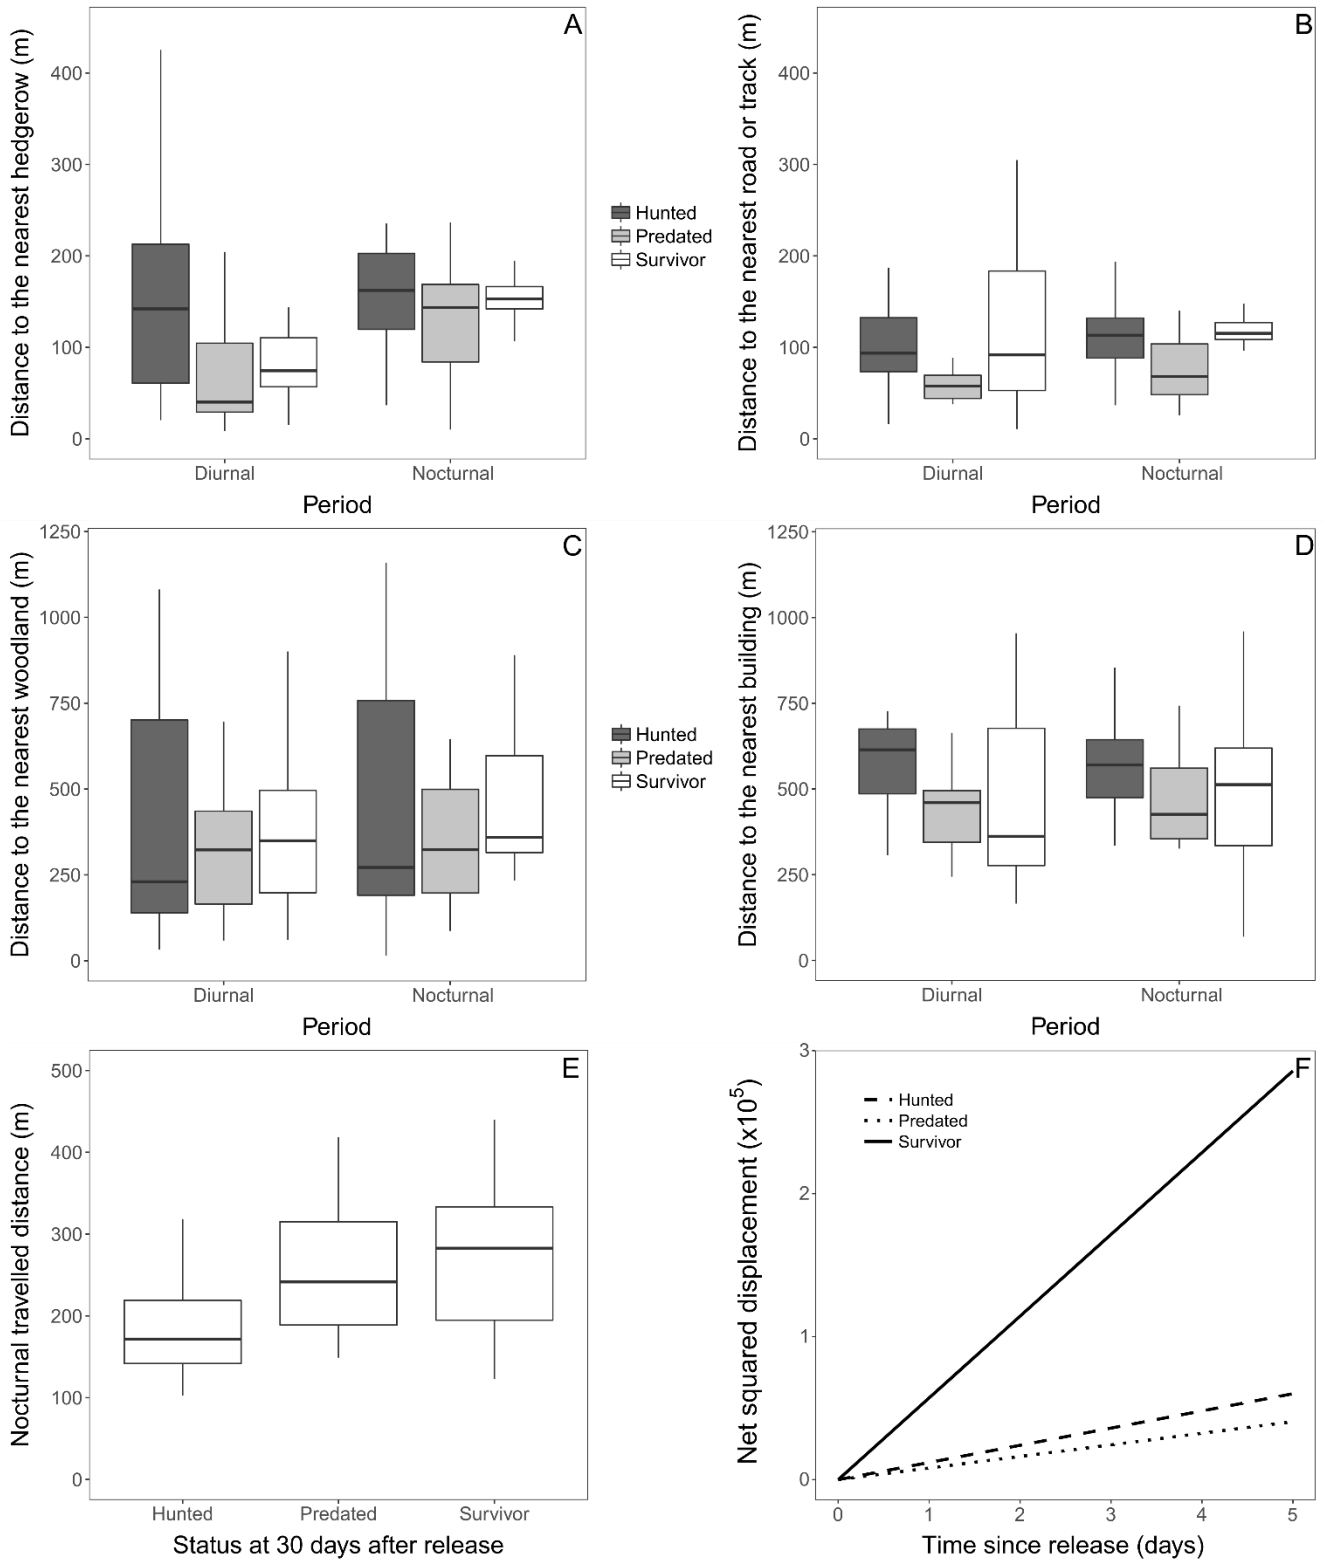 A
Distance to the nearest hedgerow (m)
400
300
200
100
0
Diurnal
Nocturnal
Period
Hunted
Predated
Survivor
B
Distance to the nearest road or track (m)
400
300
200
100
0
Diurnal
Nocturnal
Period
C
Distance to the nearest woodland (m)
1250
1000
750
500
250
0
Diurnal
Nocturnal
Period
Hunted
Predated
Survivor
D
Distance to the nearest building (m)
1250
1000
750
500
250
0
Diurnal
Nocturnal
Period
E
Nocturnal travelled distance (m)
500
400
300
200
100
0
Hunted
Predated
Survivor
Status at 30 days after release
F
Net squared displacement (x10⁵)
3
2
1
0
Hunted
Predated
Survivor
0 1 2 3 4 5
Time since release (days)